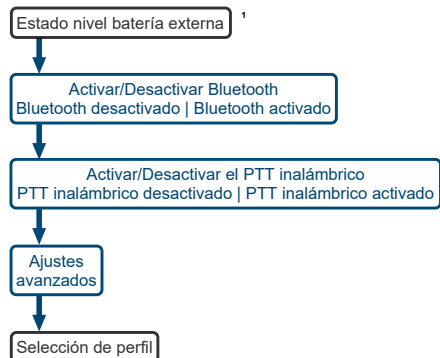 Estado nivel batería externa ¹
Activar/Desactivar Bluetooth
Bluetooth desactivado | Bluetooth activado
Activar/Desactivar el PTT inalámbrico
PTT inalámbrico desactivado | PTT inalámbrico activado
Ajustes
avanzados
Selección de perfil